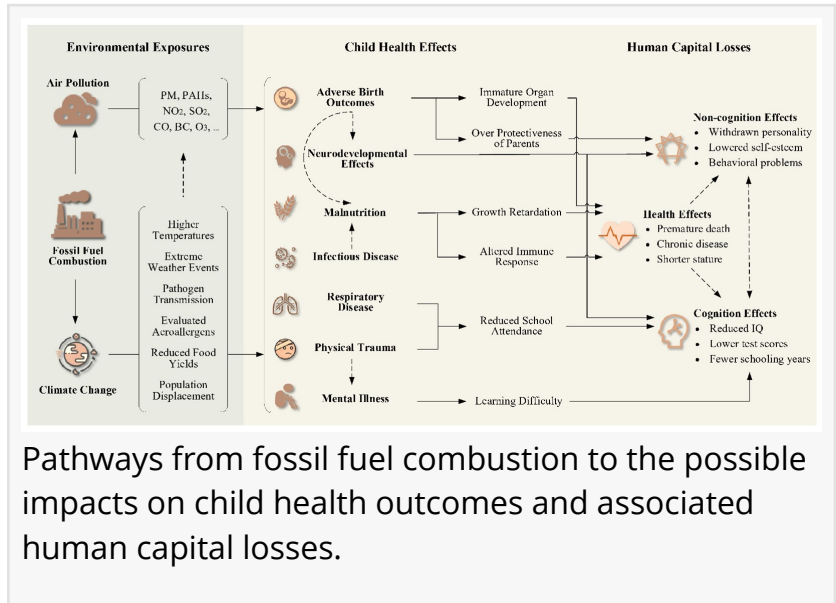 Environmental Exposures
Child Health Effects
Human Capital Losses
Air Pollution
PM, PAHs,
NO2, SO2,
CO, BC, O3, ..
Fossil Fuel
Combustion
Climate Change
Higher
Temperatures
Extreme
Weather Events
Pathogen
Transmission
Evaluated
Aeroallergens
Reduced Food
Yields
Population
Displacement
Adverse Birth
Outcomes
Neurodevelopmental
Effects
Malnutrition
Infectious Disease
Respiratory
Disease
Physical Trauma
Mental Illness
Immature Organ
Development
Over Protectiveness
of Parents
Growth Retardation
Altered Immune
Response
Reduced School
Attendance
Learning Difficulty
Non-cognition Effects
• Withdrawn personality
• Lowered self-esteem
• Behavioral problems
Health Effects
• Premature death
• Chronic disease
• Shorter stature
Cognition Effects
• Reduced IQ
• Lower test scores
• Fewer schooling years
Pathways from fossil fuel combustion to the possible
impacts on child health outcomes and associated
human capital losses.